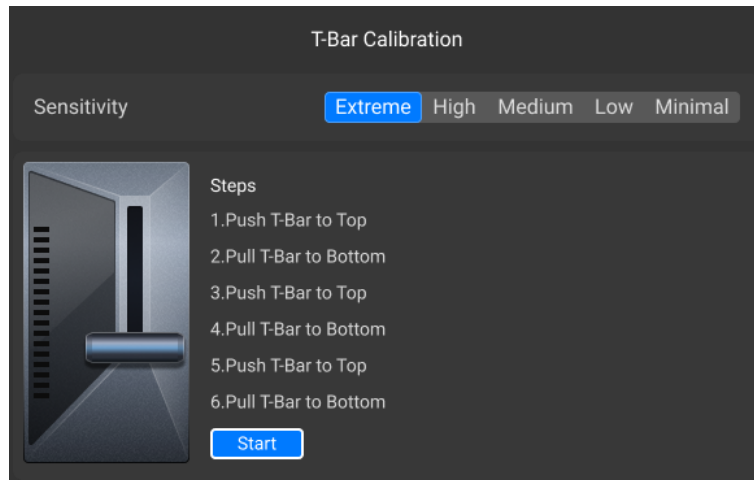 T-Bar Calibration
Sensitivity Extreme High Medium Low Minimal
Steps
1.Push T-Bar to Top
2.Pull T-Bar to Bottom
3.Push T-Bar to Top
4.Pull T-Bar to Bottom
5.Push T-Bar to Top
6.Pull T-Bar to Bottom
Start